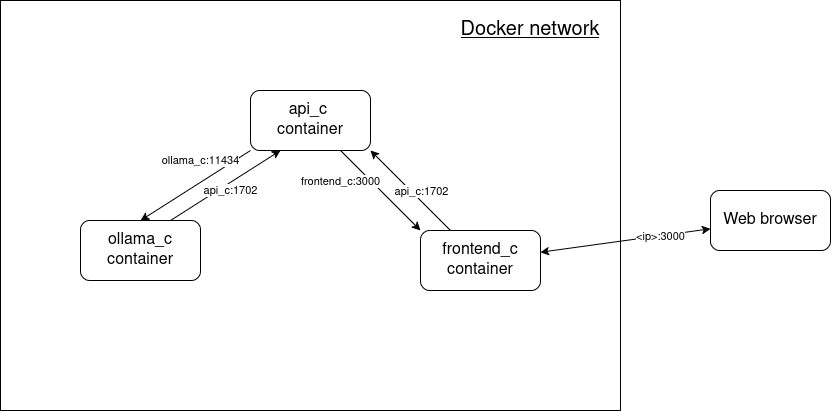 Docker network
api_c
container
ollama_c:11434
api_c:1702
frontend_c:3000
api_c:1702
ollama_c
container
frontend_c
container
<ip>:3000
Web browser